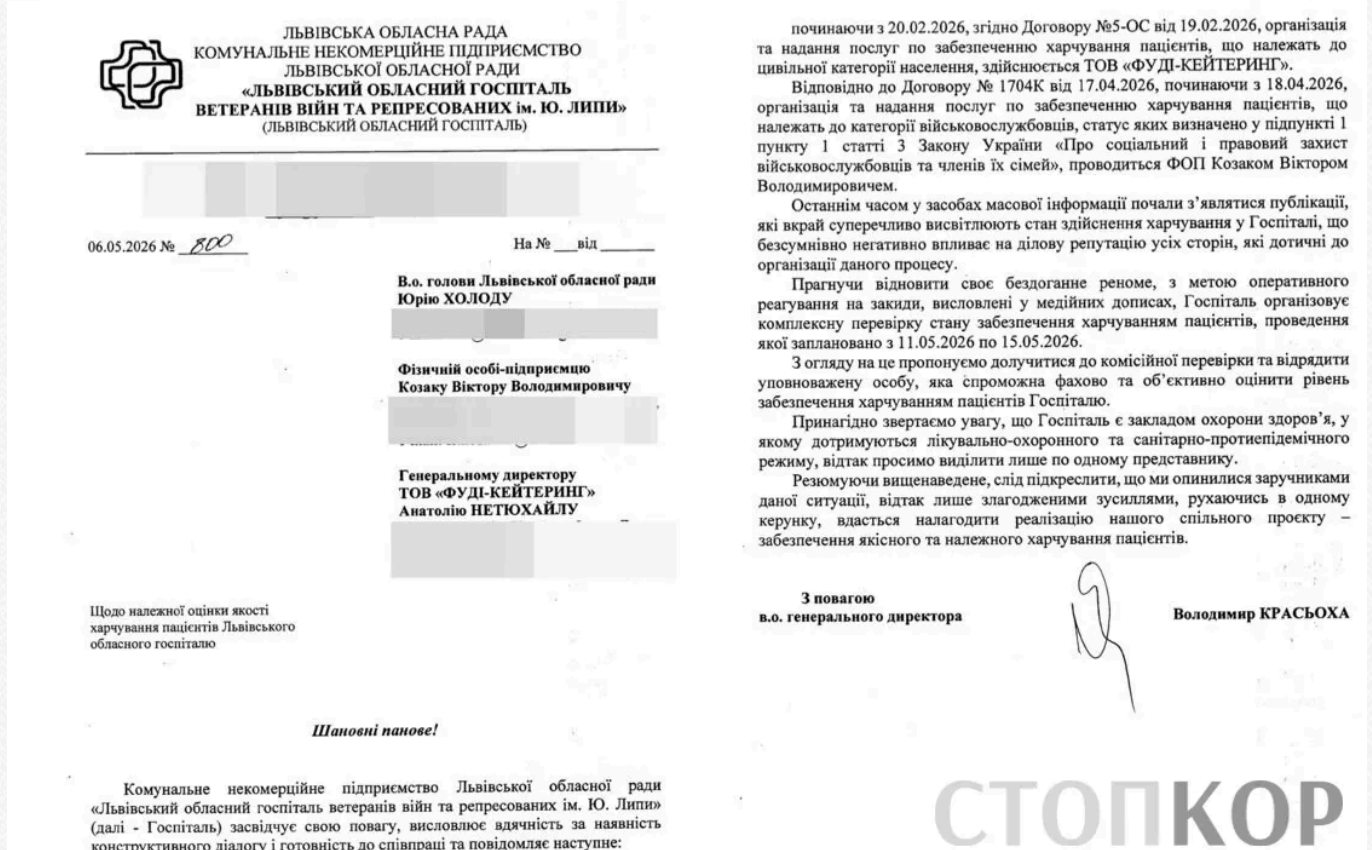 ЛЬВІВСЬКА ОБЛАСНА РАДА
КОМУНАЛЬНЕ НЕКОМЕРЦІЙНЕ ПІДПРИЄМСТВО
ЛЬВІВСЬКОЇ ОБЛАСНОЇ РАДИ
«ЛЬВІВСЬКИЙ ОБЛАСНИЙ ГОСПІТАЛЬ
ВЕТЕРАНІВ ВІЙН ТА РЕПРЕСОВАНИХ ім. Ю. ЛИПИ»
(ЛЬВІВСЬКИЙ ОБЛАСНИЙ ГОСПІТАЛЬ)
06.05.2026 № 800
На № ___від ______
В.о. голови Львівської обласної ради
Юрію ХОЛОДУ
Фізичній особі-підприємцю
Козаку Віктору Володимировичу
Генеральному директору
ТОВ «ФУДІ-КЕЙТЕРИНГ»
Анатолію НЕТЮХАЙЛУ
Щодо належної оцінки якості
харчування пацієнтів Львівського
обласного госпіталю
Шановні панове!
Комунальне некомерційне підприємство Львівської обласної ради
«Львівський обласний госпіталь ветеранів війн та репресованих ім. Ю. Липи»
(далі - Госпіталь) засвідчує свою повагу, висловлює вдячність за наявність
конструктивного діалогу і готовність до співпраці та повідомляє наступне:
починаючи з 20.02.2026, згідно Договору №5-ОС від 19.02.2026, організація
та надання послуг по забезпеченню харчування пацієнтів, що належать до
цивільної категорії населення, здійснюється ТОВ «ФУДІ-КЕЙТЕРИНГ».
Відповідно до Договору № 1704К від 17.04.2026, починаючи з 18.04.2026,
організація та надання послуг по забезпеченню харчування пацієнтів, що
належать до категорії військовослужбовців, статус яких визначено у підпункті 1
пункту 1 статті 3 Закону України «Про соціальний і правовий захист
військовослужбовців та членів їх сімей», проводиться ФОП Козаком Віктором
Володимировичем.
Останнім часом у засобах масової інформації почали з’являтися публікації,
які вкрай суперечливо висвітлюють стан здійснення харчування у Госпіталі, що
безсумнівно негативно впливає на ділову репутацію усіх сторін, які дотичні до
організації даного процесу.
Прагнучи відновити своє бездоганне реноме, з метою оперативного
реагування на закиди, висловлені у медійних дописах, Госпіталь організовує
комплексну перевірку стану забезпечення харчуванням пацієнтів, проведення
якої заплановано з 11.05.2026 по 15.05.2026.
З огляду на це пропонуємо долучитися до комісійної перевірки та відрядити
уповноважену особу, яка спроможна фахово та об’єктивно оцінити рівень
забезпечення харчуванням пацієнтів Госпіталю.
Принагідно звертаємо увагу, що Госпіталь є закладом охорони здоров’я, у
якому дотримуються лікувально-охоронного та санітарно-протиепідемічного
режиму, відтак просимо виділити лише по одному представнику.
Резюмуючи вищенаведене, слід підкреслити, що ми опинилися заручниками
даної ситуації, відтак лише злагодженими зусиллями, рухаючись в одному
керунку, вдасться налагодити реалізацію нашого спільного проєкту –
забезпечення якісного та належного харчування пацієнтів.
З повагою
в.о. генерального директора
Володимир КРАСЬОХА
СТОПКОР